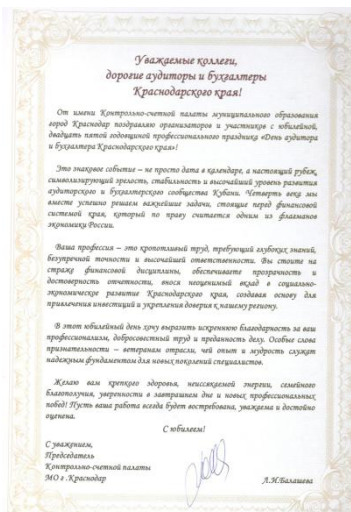 Уважаемые коллеги,
дорогие аудиторы и бухгалтеры
Краснодарского края!
От имени Контрольно-счетной палаты муниципального образования
город Краснодар поздравляю организаторов и участников с юбилейной,
двадцать пятой годовщиной профессионального праздника «День аудитора
и бухгалтера Краснодарского края»!
Это знаковое событие – не просто дата в календаре, а настоящий рубеж,
символизирующий зрелость, стабильность и высочайший уровень развития
аудиторского и бухгалтерского сообщества Кубани. Четверть века мы
вместе успешно решаем важнейшие задачи, стоящие перед финансовой
системой края, который по праву считается одним из флагманов
экономики России.
Ваша профессия – это кропотливый труд, требующий глубоких знаний,
безупречной точности и высочайшей ответственности. Вы стоите на
страже финансовой дисциплины, обеспечиваете прозрачность и
достоверность отчетности, внося неоценимый вклад в социально-
экономическое развитие Краснодарского края, создавая основу для
привлечения инвестиций и укрепления доверия к нашему региону.
В этот юбилейный день хочу выразить искреннюю благодарность за ваш
профессионализм, добросовестный труд и преданность делу. Особые слова
признательности – ветеранам отрасли, чей опыт и мудрость служат
надежным фундаментом для новых поколений специалистов.
Желаю вам крепкого здоровья, неиссякаемой энергии, семейного
благополучия, уверенности в завтрашнем дне и новых профессиональных
побед! Пусть ваша работа всегда будет востребована, уважаема и достойно
оценена.
С юбилеем!
С уважением,
Председатель
Контрольно-счетной палаты
МО г .Краснодар Л.Н.Балашева